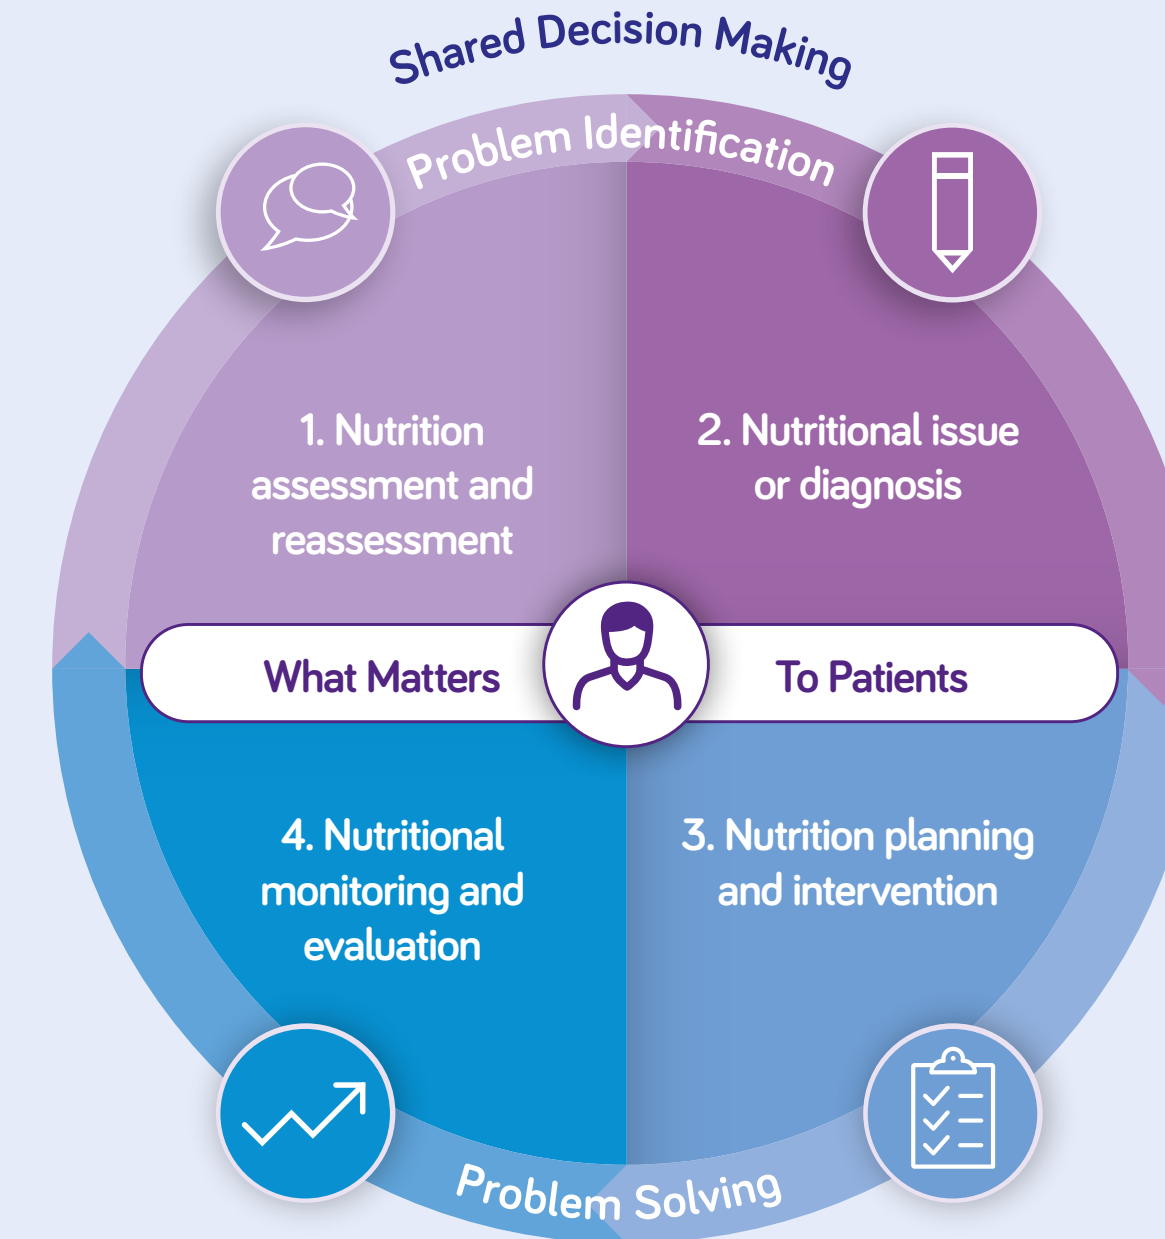 Shared Decision Making
Problem Identification
1. Nutrition
assessment and
reassessment
2. Nutritional issue
or diagnosis
What Matters
To Patients
4. Nutritional
monitoring and
evaluation
3. Nutrition planning
and intervention
Problem Solving